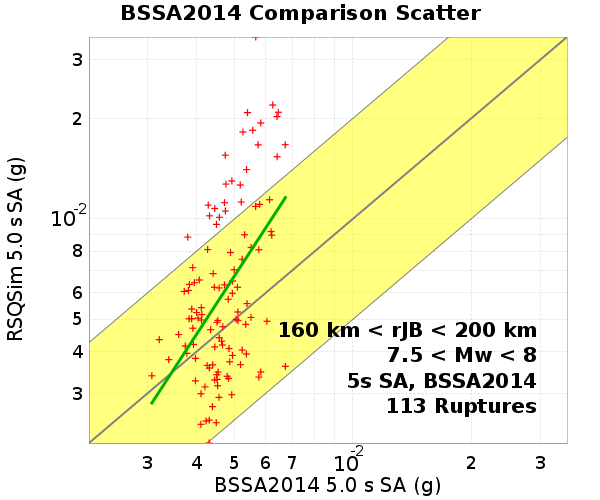 BSSA2014 Comparison Scatter
RSQSim 5.0 s SA (g)
3
2
10-2
8
6
5
4
3
160 km < rJB < 200 km
7.5 < Mw < 8
5s SA, BSSA2014
113 Ruptures
3 4 5 6 7 10-2 2 3
BSSA2014 5.0 s SA (g)